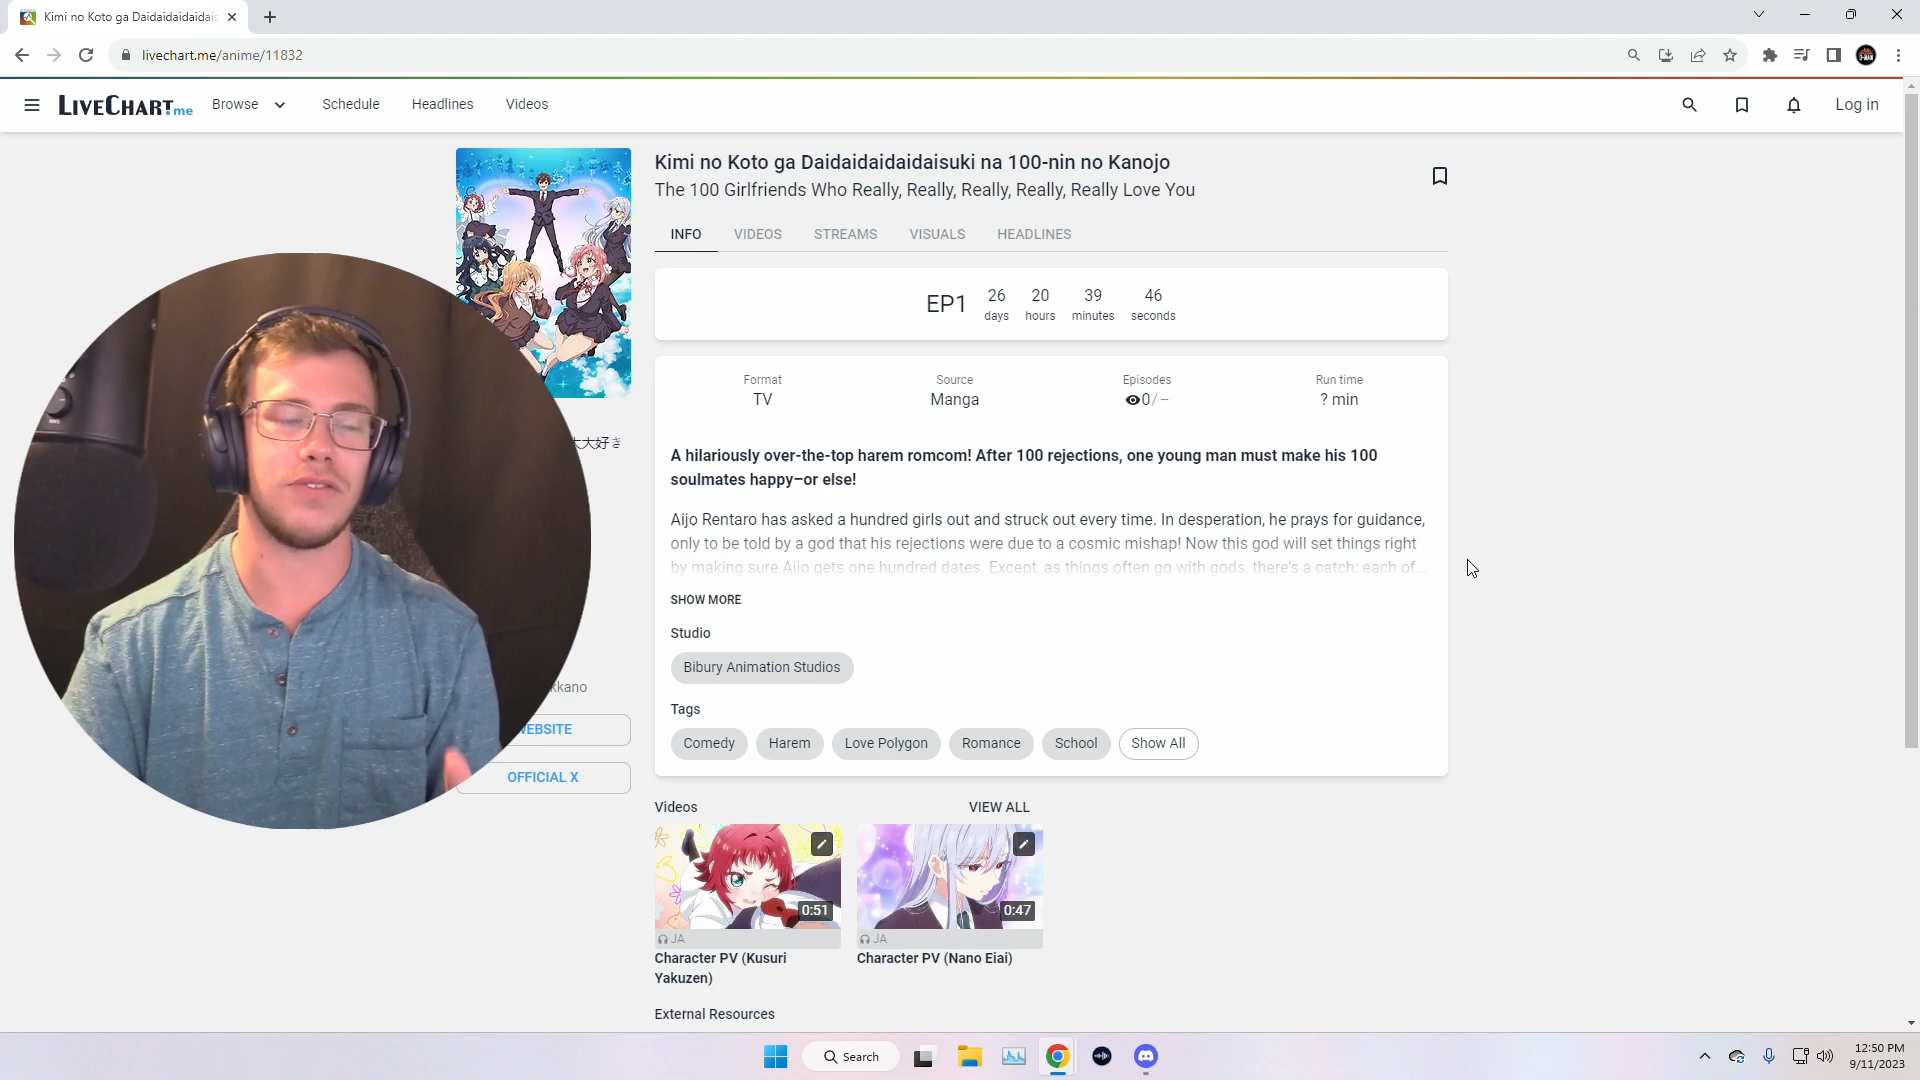 Kimi no Koto ga Daidaidaidaidais
livechart.me/anime/11832
LIVECHART.me
Browse
Schedule
Headlines
Videos
Log in
Kimi no Koto ga Daidaidaidaidaisuki na 100-nin no Kanojo
The 100 Girlfriends Who Really, Really, Really, Really, Really Love You
INFO
VIDEOS
STREAMS
VISUALS
HEADLINES
EP1
26 20 39 46
days hours minutes seconds
Format Source Episodes Run time
TV Manga 0/– ? min
大大好き
A hilariously over-the-top harem romcom! After 100 rejections, one young man must make his 100
soulmates happy–or else!
Aijo Rentaro has asked a hundred girls out and struck out every time. In desperation, he prays for guidance,
only to be told by a god that his rejections were due to a cosmic mishap! Now this god will set things right
by making sure Aijo gets one hundred dates. Except, as things often go with gods, there's a catch: each of...
SHOW MORE
Studio
Bibury Animation Studios
kkano
Tags
WEBSITE
Comedy Harem Love Polygon Romance School Show All
OFFICIAL X
Videos
VIEW ALL
0:51
0:47
JA
JA
Character PV (Kusuri
Yakuzen)
Character PV (Nano Eiai)
External Resources
Search
12:50 PM
9/11/2023